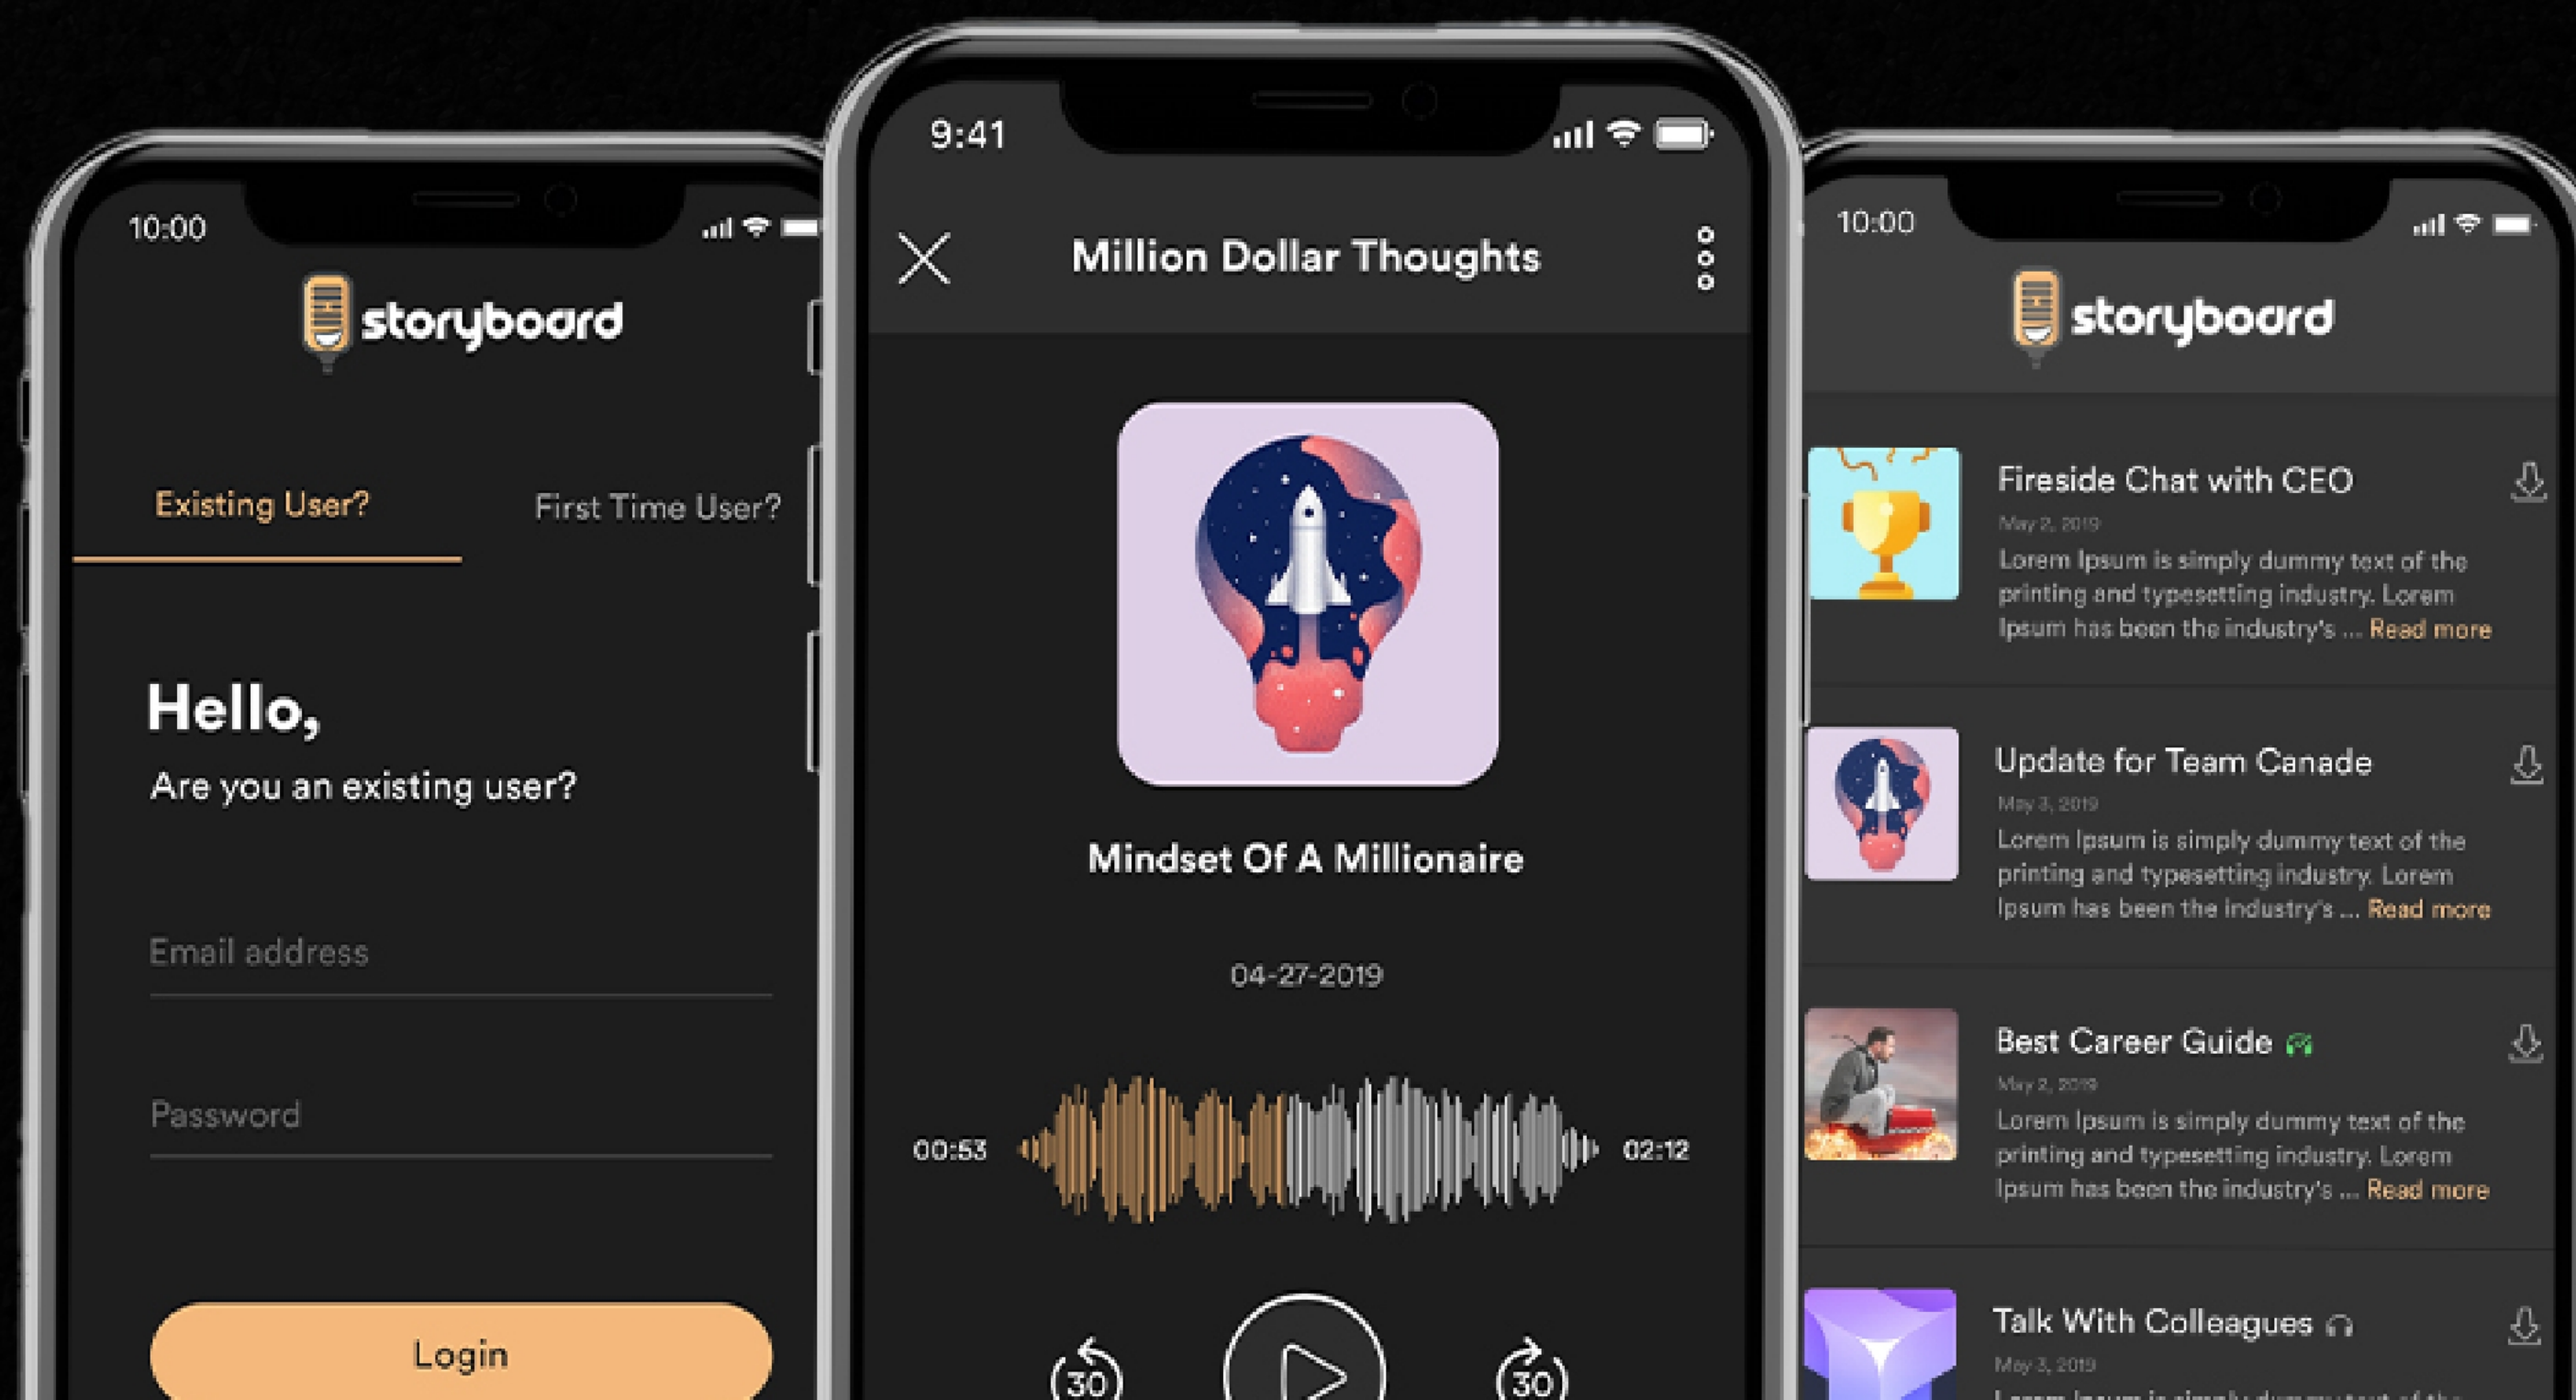 10:00
storyboard
Existing User?
First Time User?
Hello,
Are you an existing user?
Email address
Password
Login
9:41
Million Dollar Thoughts
Mindset Of A Millionaire
04-27-2019
00:53
02:12
30
30
10:00
storyboard
Fireside Chat with CEO
May 2, 2019
Lorem Ipsum is simply dummy text of the
printing and typesetting industry. Lorem
Ipsum has been the industry's ... Read more
Update for Team Canade
May 3, 2019
Lorem Ipsum is simply dummy text of the
printing and typesetting industry. Lorem
Ipsum has been the industry's ... Read more
Best Career Guide
May 2, 2019
Lorem Ipsum is simply dummy text of the
printing and typesetting industry. Lorem
Ipsum has been the industry's ... Read more
Talk With Colleagues
May 3, 2019